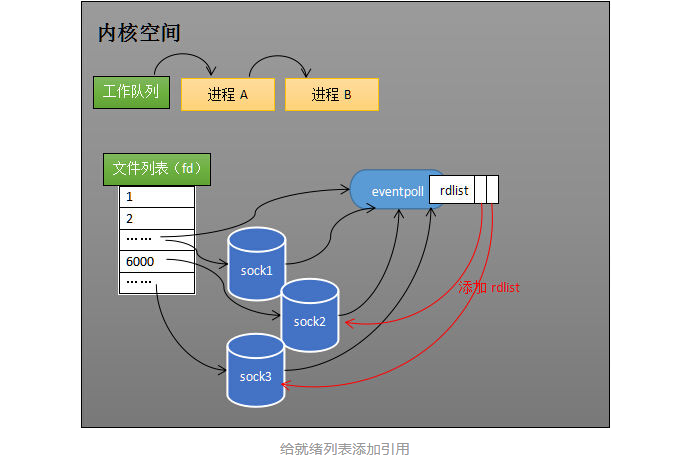 内核空间
工作队列
进程 A
进程 B
文件列表（fd）
1
2
……
6000
……
eventpoll
rdlist
sock1
sock2
sock3
添加 rdlist
给就绪列表添加引用